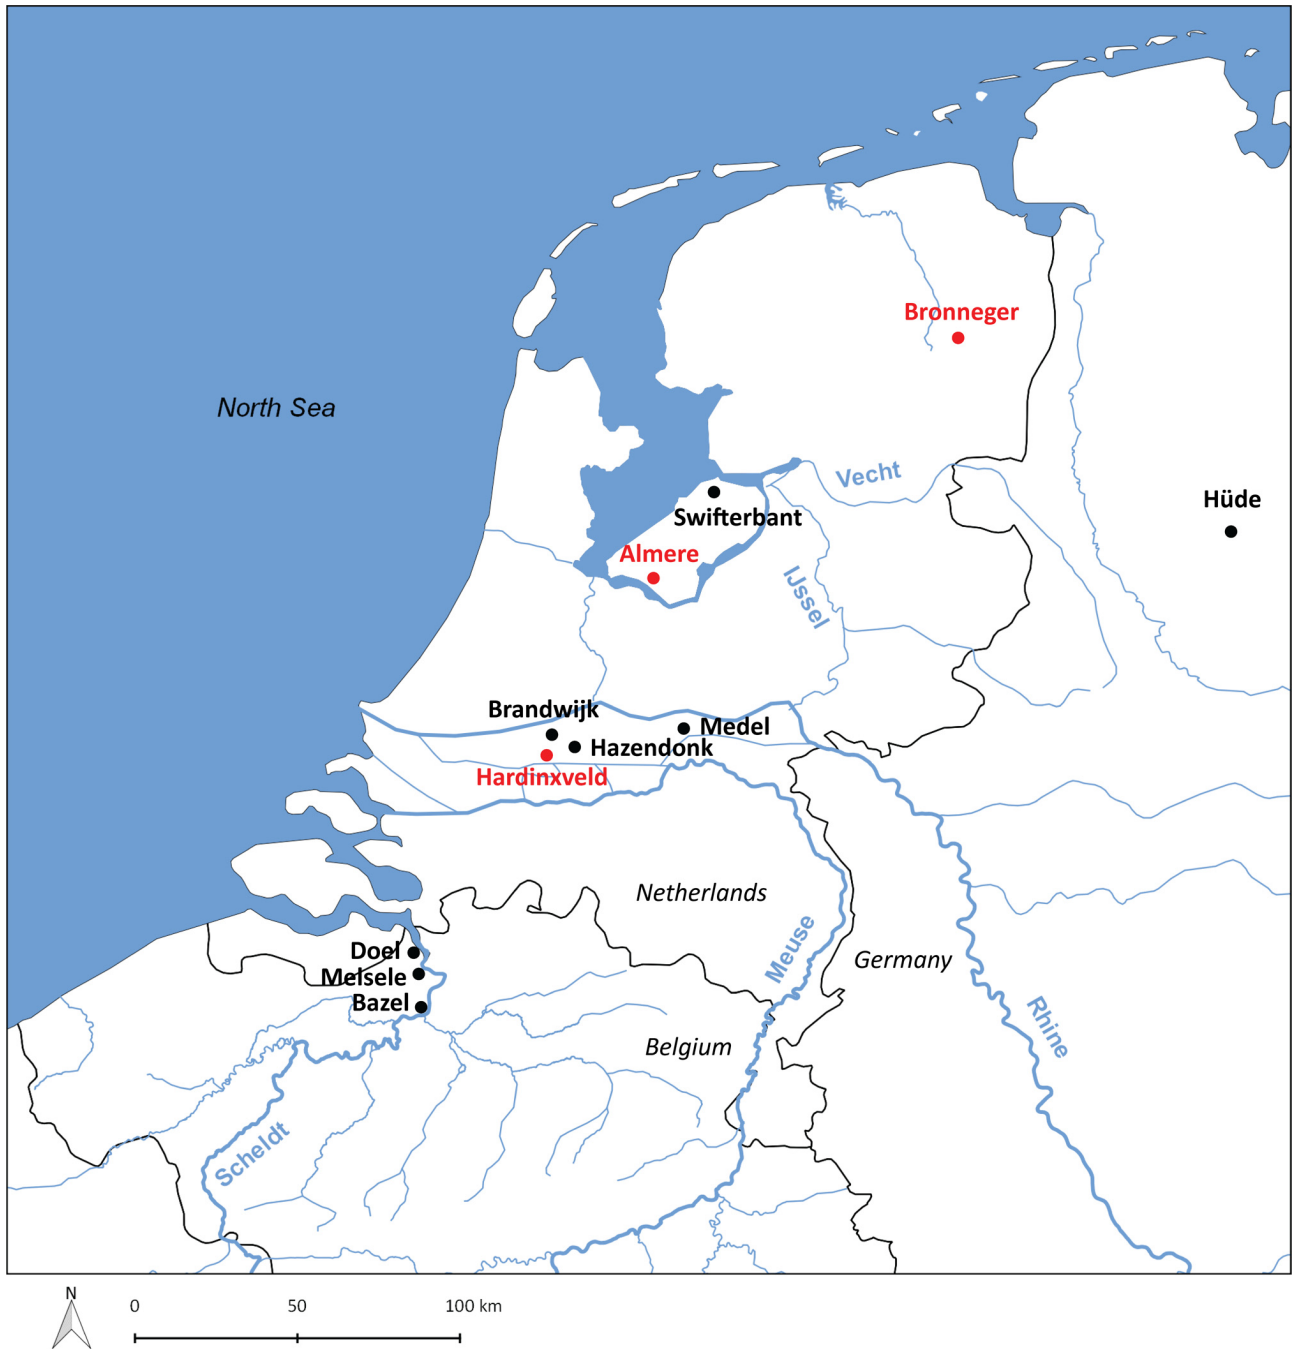 Bronneger
North Sea
Vecht
Hüde
Swifterbant
Almere
IJssel
Brandwijk
Medel
Hazendonk
Hardinxveld
Netherlands
Meuse
Doel
Melsele
Bazel
Germany
Rhine
Belgium
Scheldt
N
0 50 100 km